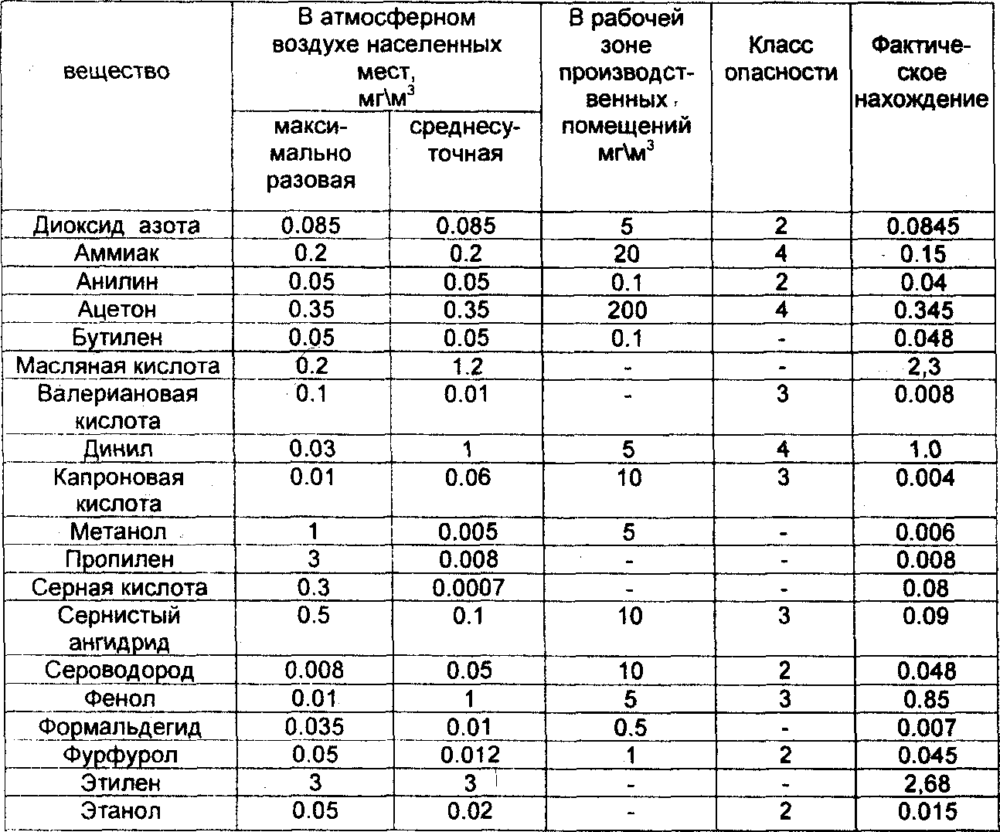 вещество
В атмосферном
воздухе населенных
мест,
мг\м³
макси-
мально
разовая
среднесу-
точная
В рабочей
зоне
производст-
венных
помещений
мг\м³
Класс
опасности
Фактиче-
ское
нахождение
Диоксид азота 0.085 0.085 5 2 0.0845
Аммиак 0.2 0.2 20 4 0.15
Анилин 0.05 0.05 0.1 2 0.04
Ацетон 0.35 0.35 200 4 0.345
Бутилен 0.05 0.05 0.1 - 0.048
Масляная кислота 0.2 1.2 - - 2,3
Валериановая 0.1 0.01 - 3 0.008
кислота
Динил 0.03 1 5 4 1.0
Капроновая 0.01 0.06 10 3 0.004
кислота
Метанол 1 0.005 5 - 0.006
Пропилен 3 0.008 - - 0.008
Серная кислота 0.3 0.0007 - - 0.08
Сернистый 0.5 0.1 10 3 0.09
ангидрид
Сероводород 0.008 0.05 10 2 0.048
Фенол 0.01 1 5 3 0.85
Формальдегид 0.035 0.01 0.5 - 0.007
Фурфурол 0.05 0.012 1 2 0.045
Этилен 3 3 - - 2,68
Этанол 0.05 0.02 - 2 0.015